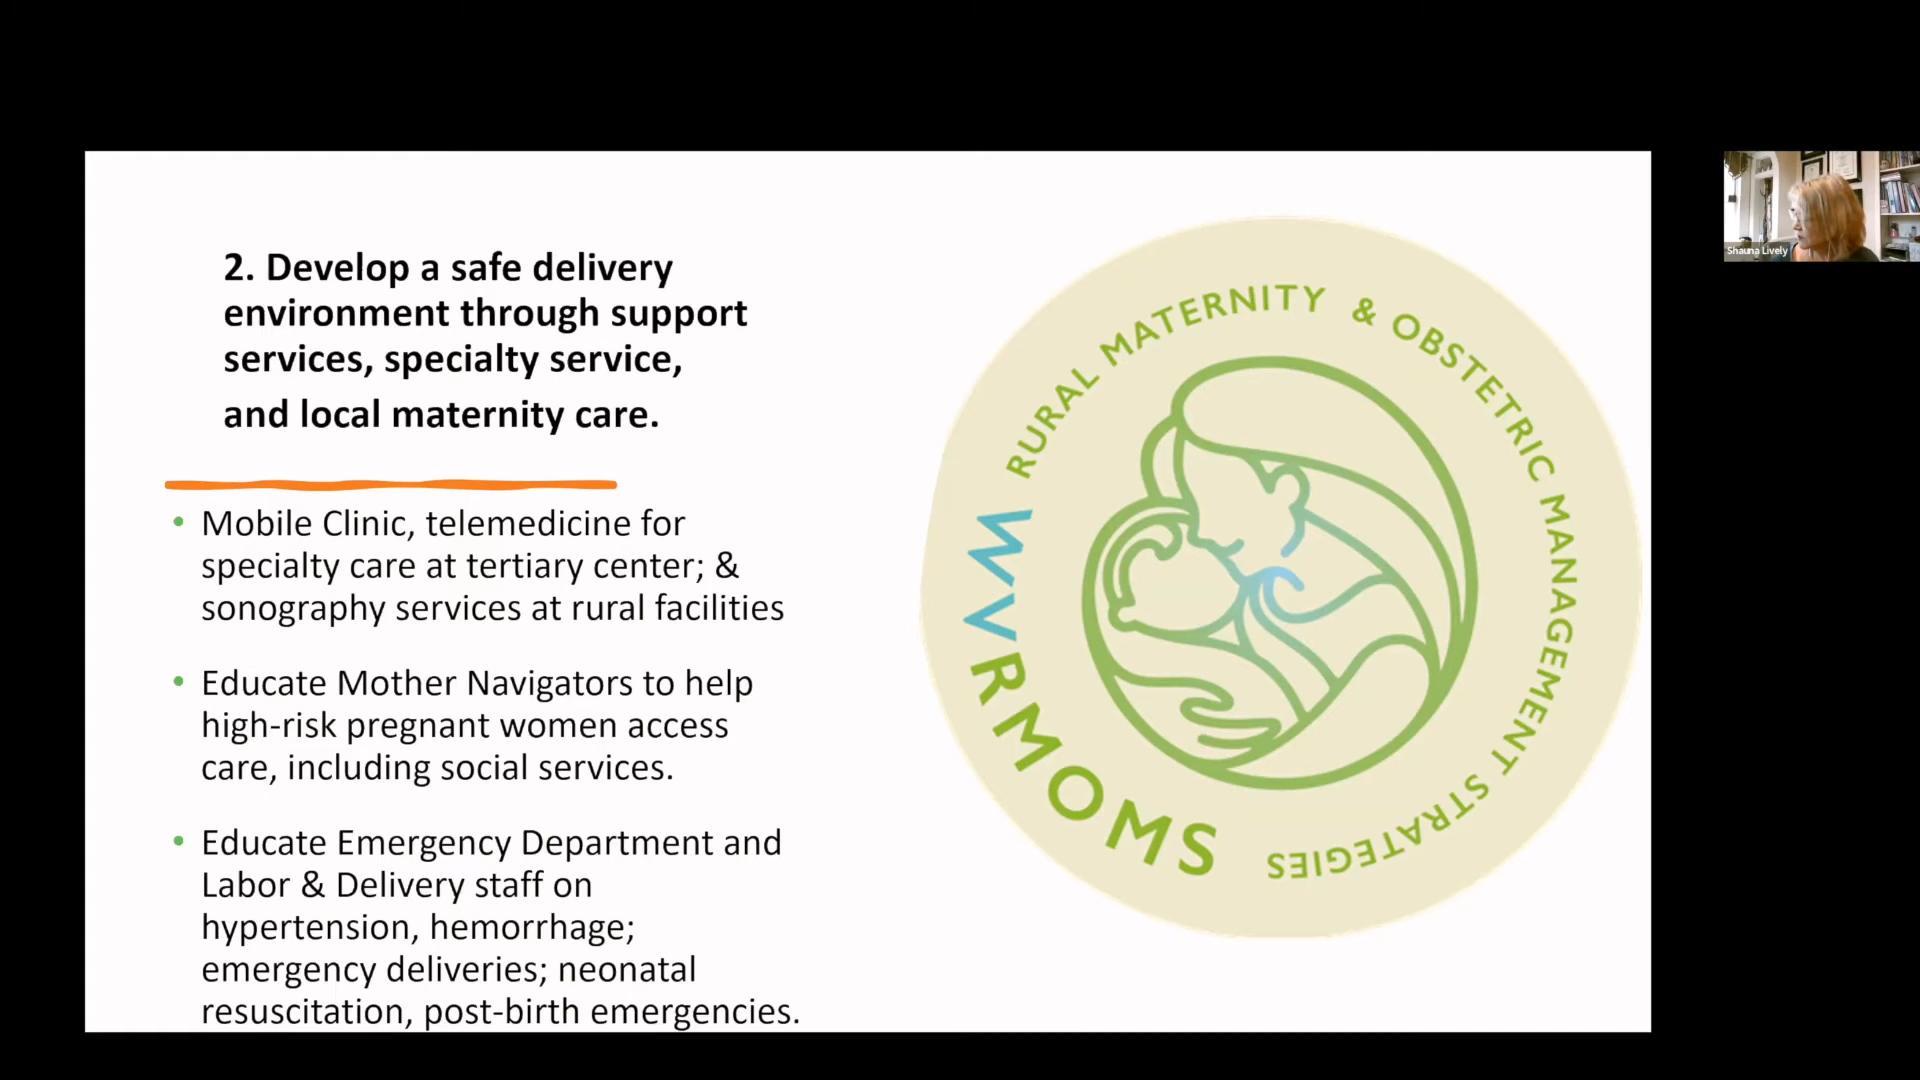 2. Develop a safe delivery
environment through support
services, specialty service,
and local maternity care.
• Mobile Clinic, telemedicine for
specialty care at tertiary center; &
sonography services at rural facilities
• Educate Mother Navigators to help
high-risk pregnant women access
care, including social services.
• Educate Emergency Department and
Labor & Delivery staff on
hypertension, hemorrhage;
emergency deliveries; neonatal
resuscitation, post-birth emergencies.
RURAL MATERNITY & OBSTETRIC MANAGEMENT STRATEGIES
WV RMOMS
Shauna Lively